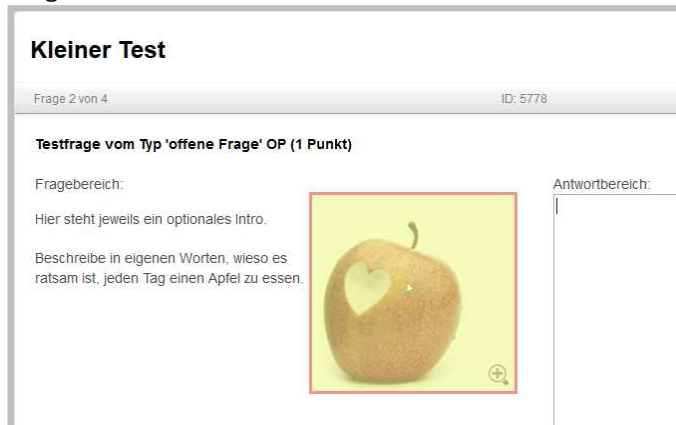 Kleiner Test
Frage 2 von 4
ID: 5778
Testfrage vom Typ 'offene Frage' OP (1 Punkt)
Fragebereich:
Hier steht jeweils ein optionales Intro.
Beschreibe in eigenen Worten, wieso es
ratsam ist, jeden Tag einen Apfel zu essen.
Antwortbereich: